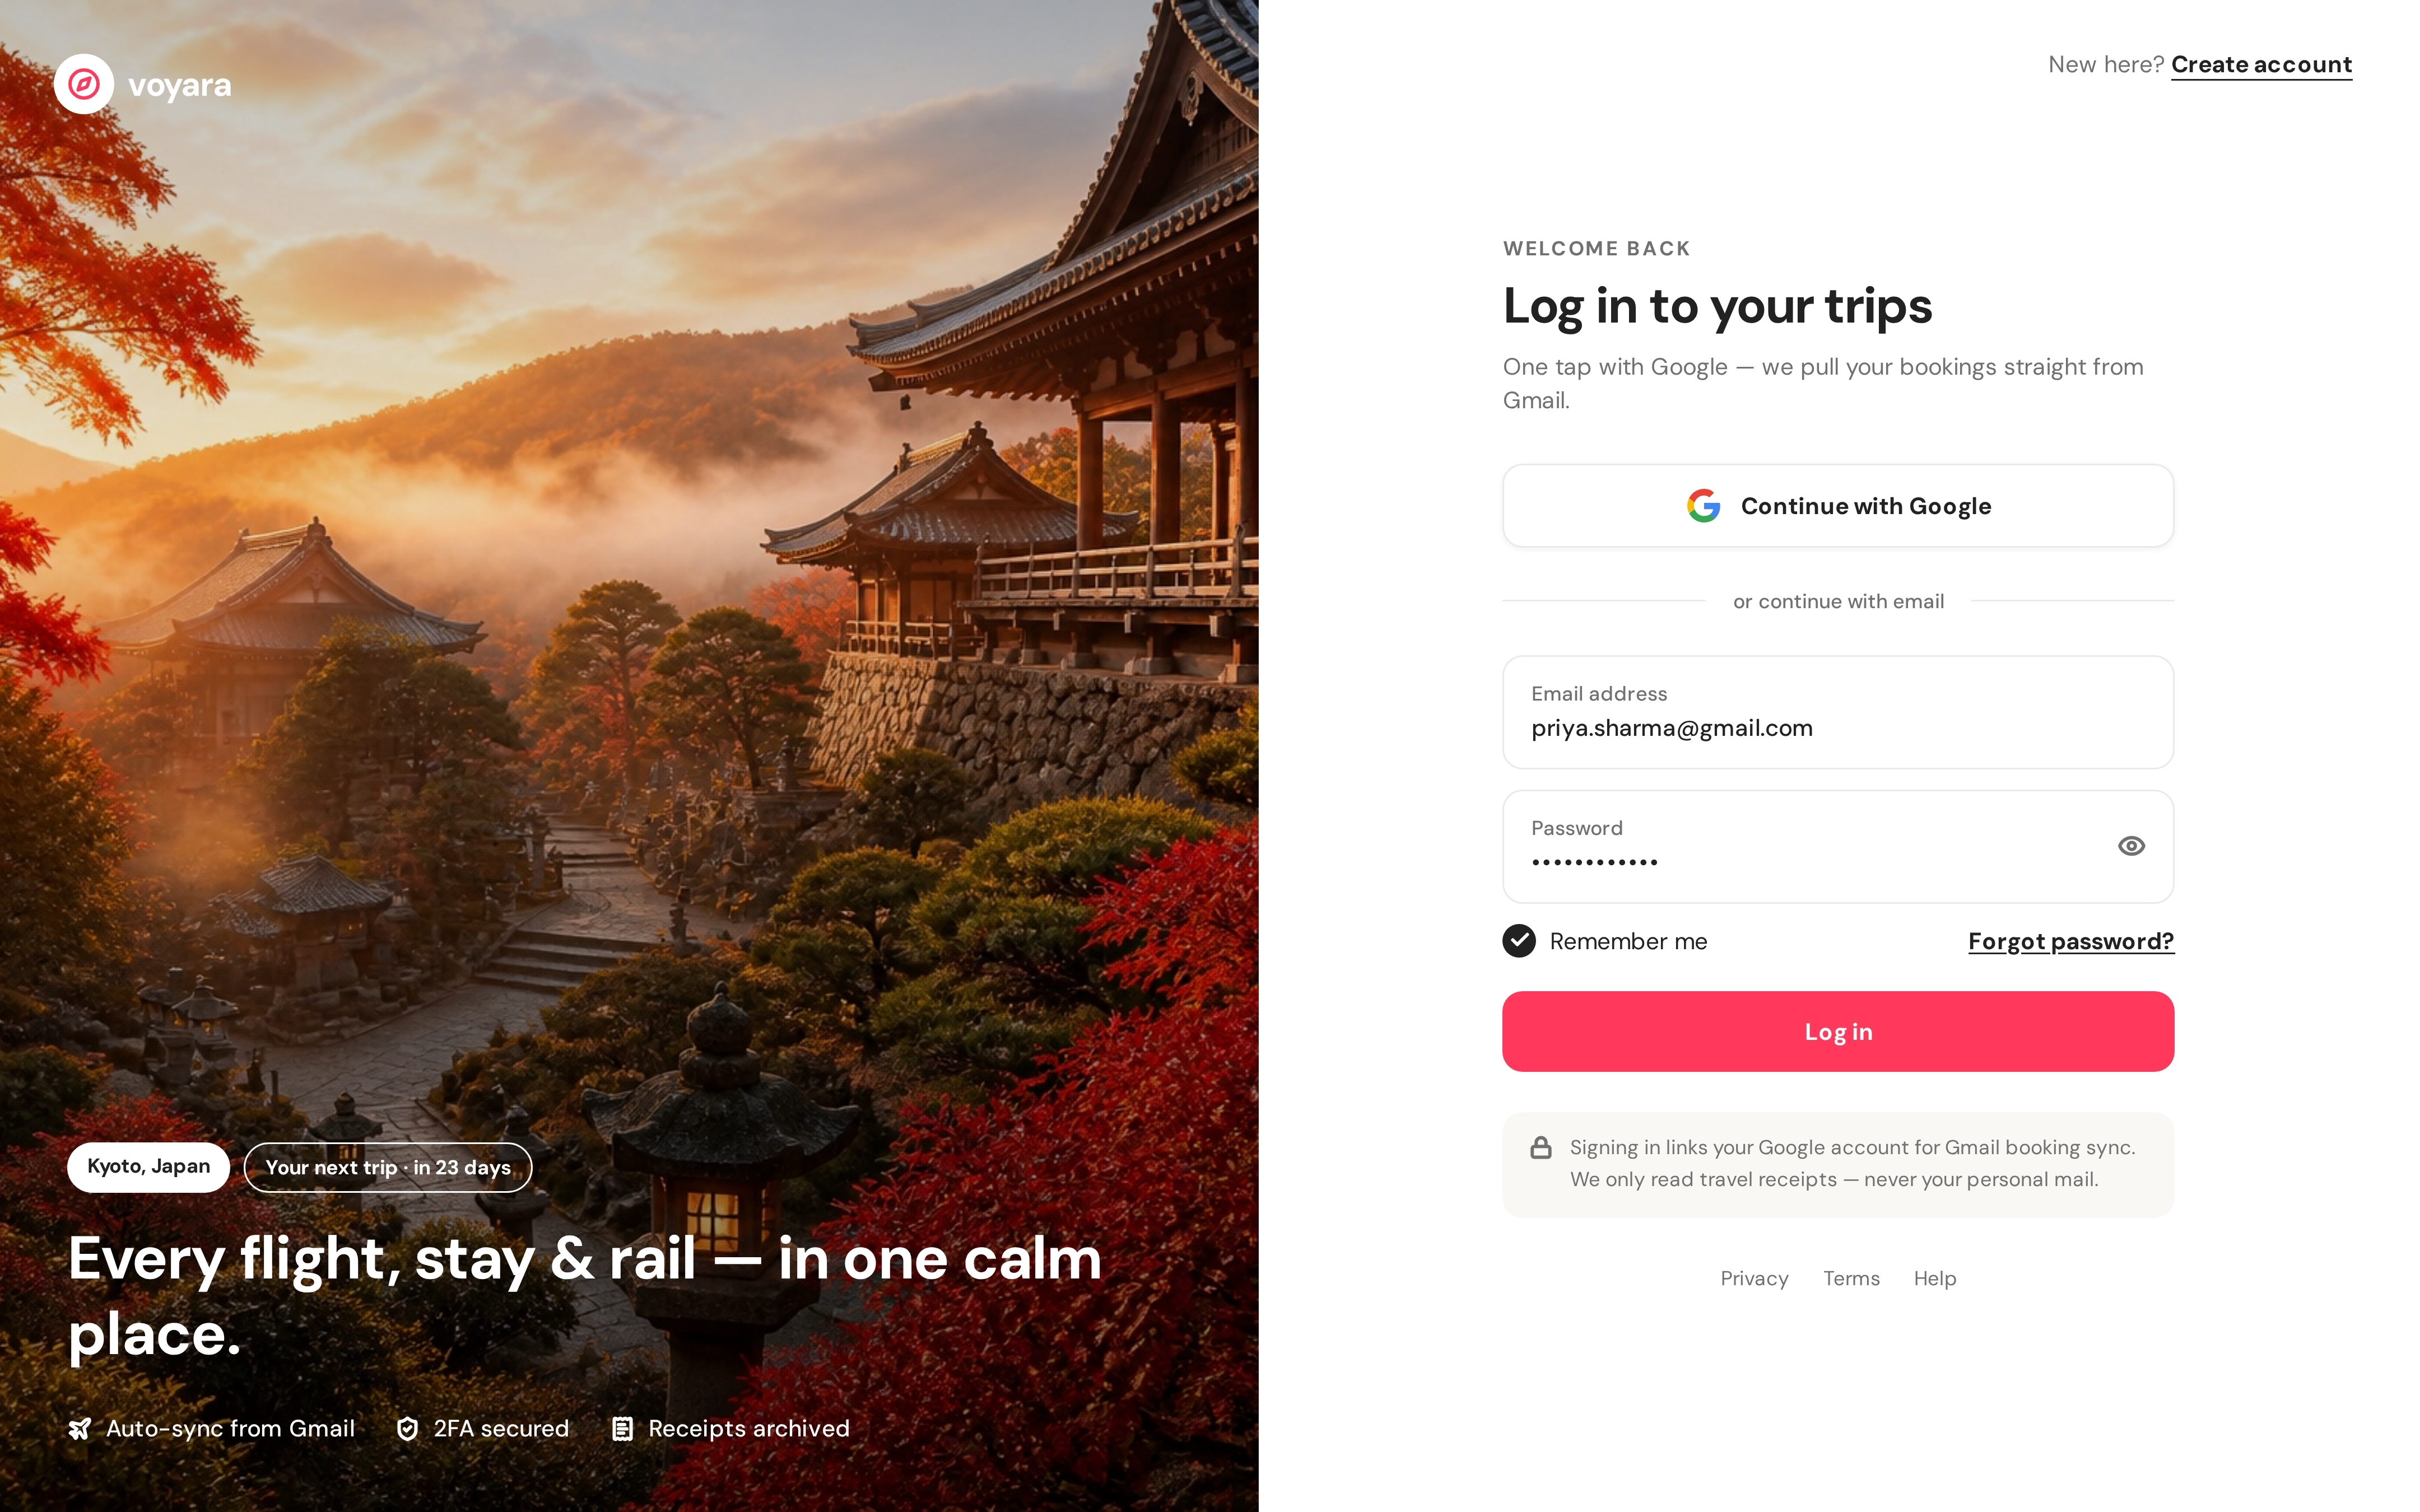 voyara
Kyoto, Japan
Your next trip · in 23 days
Every flight, stay & rail — in one calm
place.
Auto-sync from Gmail
2FA secured
Receipts archived
New here? Create account
WELCOME BACK
Log in to your trips
One tap with Google — we pull your bookings straight from
Gmail.
Continue with Google
or continue with email
Email address
priya.sharma@gmail.com
Password
••••••••••••
Remember me
Forgot password?
Log in
Signing in links your Google account for Gmail booking sync.
We only read travel receipts — never your personal mail.
Privacy
Terms
Help